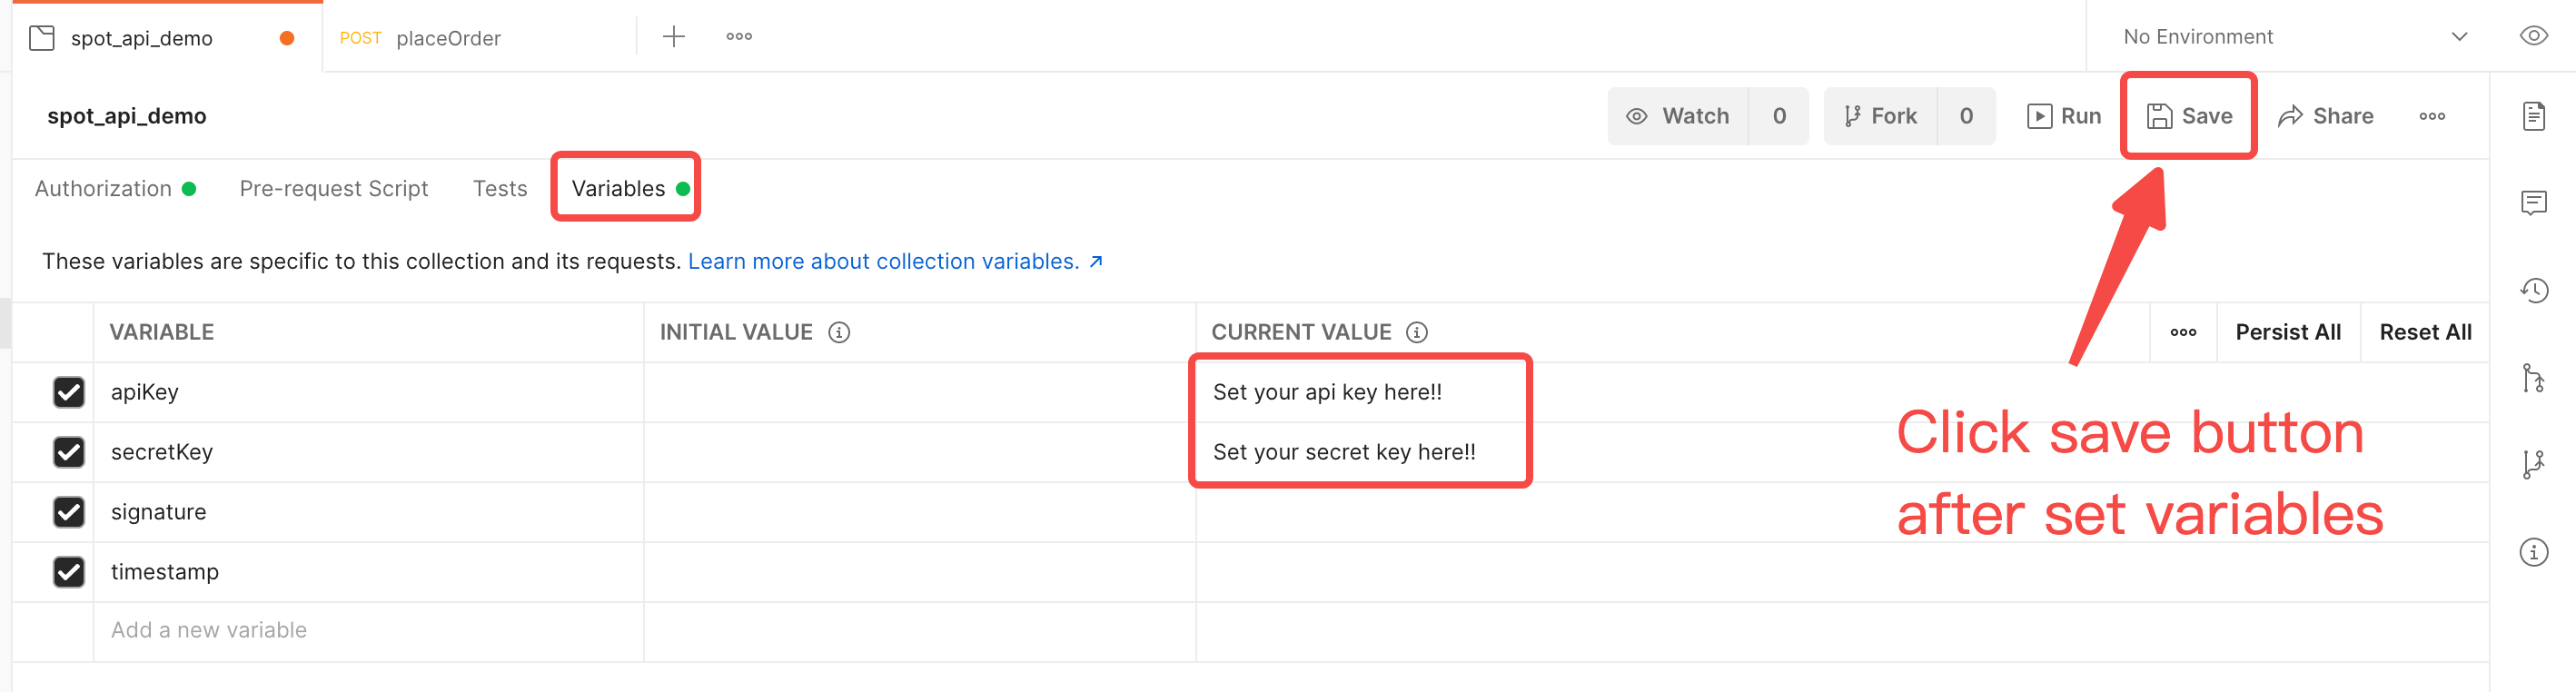 spot_api_demo
POST placeOrder
No Environment
spot_api_demo
Watch 0
Fork 0
Run
Save
Share
Authorization
Pre-request Script
Tests
Variables
These variables are specific to this collection and its requests. Learn more about collection variables. ↗
VARIABLE
INITIAL VALUE
CURRENT VALUE
Persist All
Reset All
apiKey
Set your api key here!!
secretKey
Set your secret key here!!
signature
timestamp
Add a new variable
Click save button
after set variables